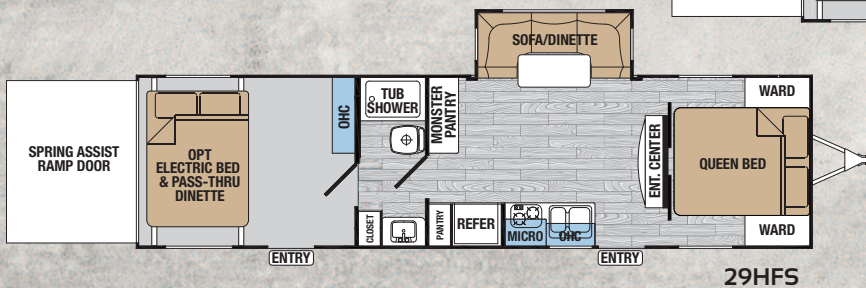 SOFA/DINETTE
SPRING ASSIST
RAMP DOOR
OPT
ELECTRIC BED
& PASS-THRU
DINETTE
OHC
TUB
SHOWER
MONSTER
PANTRY
ENT. CENTER
WARD
QUEEN BED
WARD
CLOSET
PANTRY
REFER
MICRO
OHC
ENTRY
ENTRY
29HFS